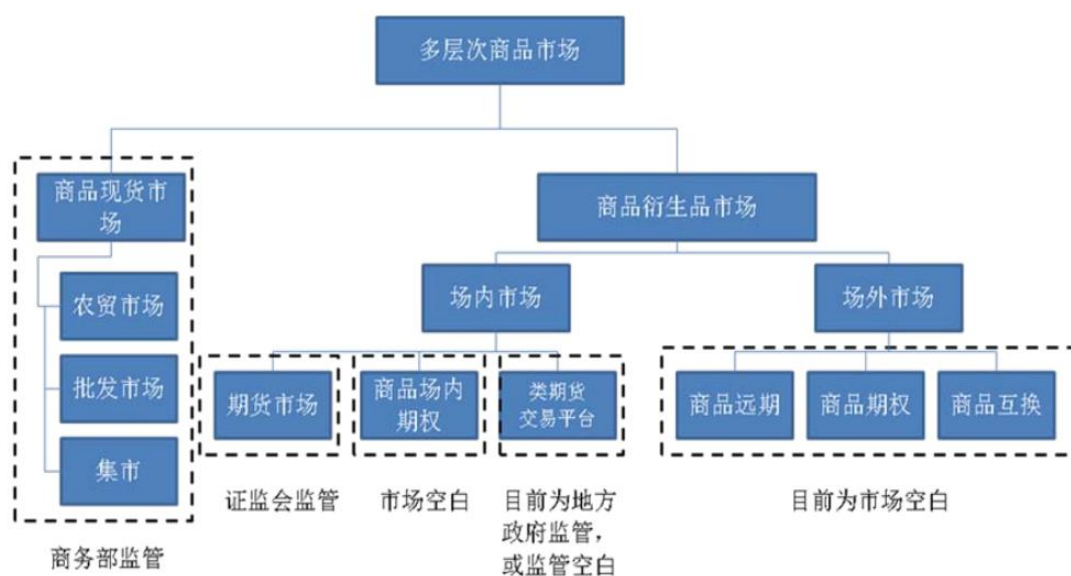 多层次商品市场
商品现货市
场
商品衍生品市场
农贸市场
场内市场
场外市场
批发市场
期货市场
商品场内
期权
类期货
交易平台
商品远期
商品期权
商品互换
集市
证监会监管
市场空白
目前为地方
政府监管，
或监管空白
目前为市场空白
商务部监管